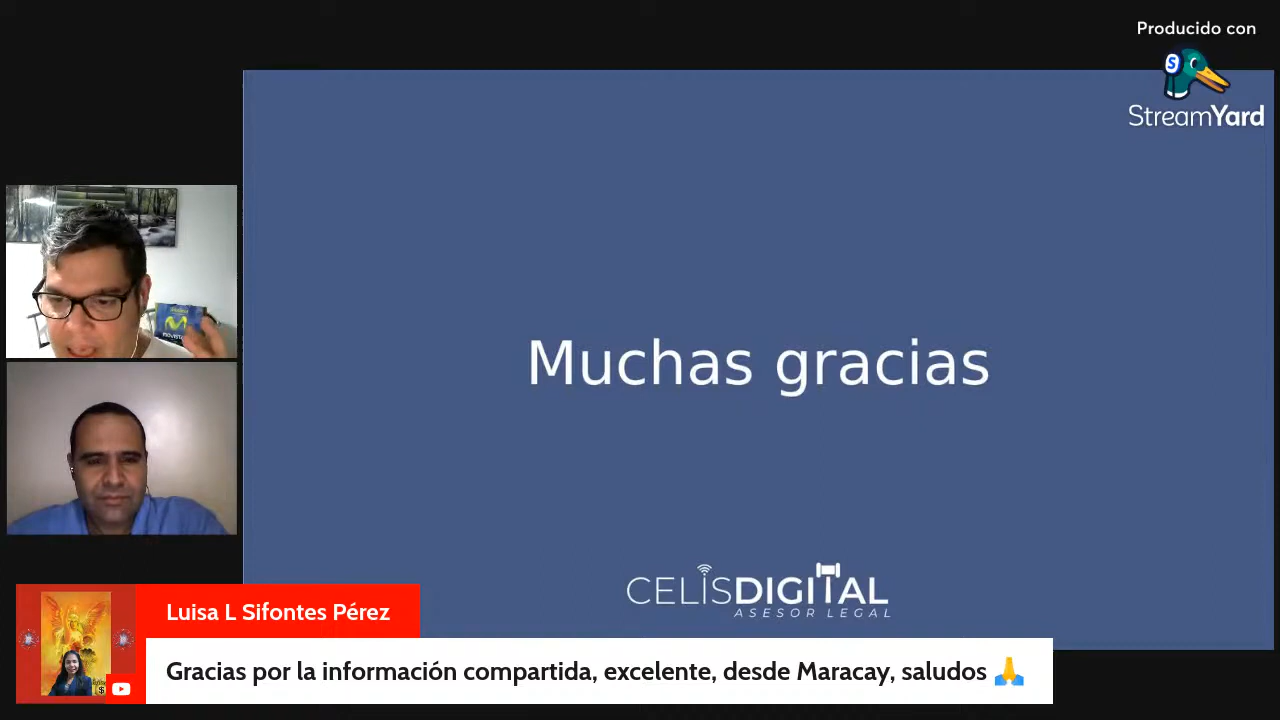 Producido con
StreamYard
Muchas gracias
CELISDIGITAL
ASESOR LEGAL
Luisa L Sifontes Pérez
Gracias por la información compartida, excelente, desde Maracay, saludos 🙏